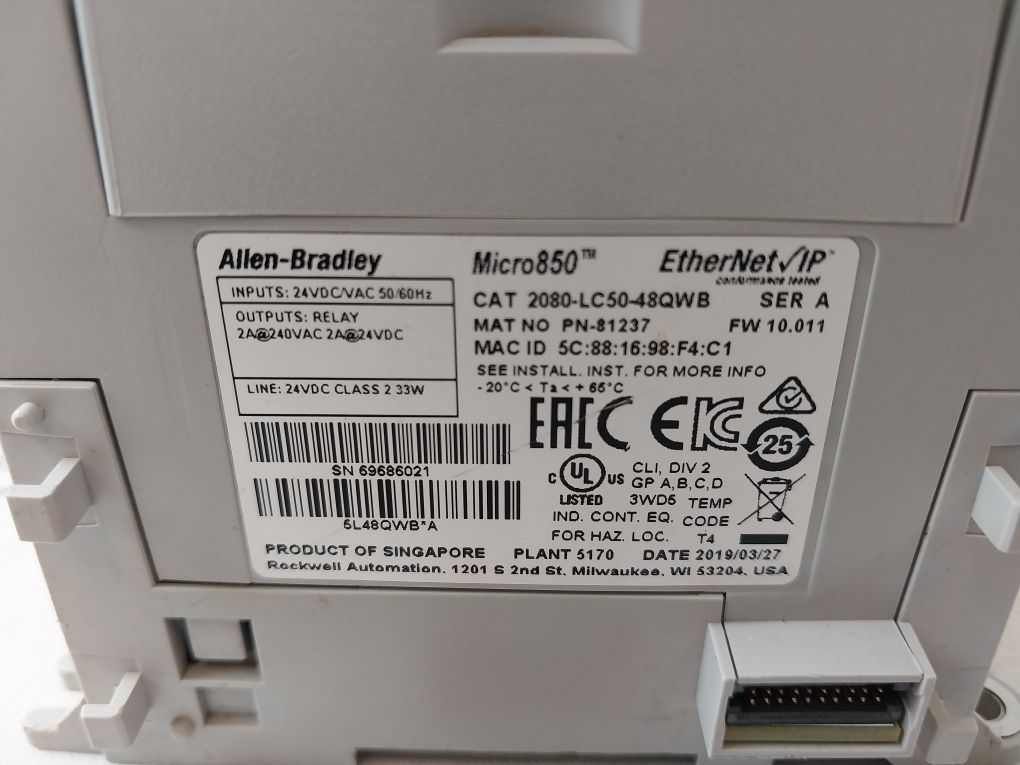 Allen-Bradley Micro850™ EtherNet/IP™
conformance tested
INPUTS: 24VDC/VAC 50/60Hz
OUTPUTS: RELAY
2A@240VAC 2A@24VDC
LINE: 24VDC CLASS 2 33W
CAT 2080-LC50-48QWB SER A
MAT NO PN-81237 FW 10.011
MAC ID 5C:88:16:98:F4:C1
SEE INSTALL. INST. FOR MORE INFO
- 20°C < Ta < + 65°C
EAC CE KC
25
SN 69686021
5L48QWB*A
C UL US
LISTED
CLI, DIV 2
GP A,B,C,D
3WD6 TEMP
IND. CONT. EQ. CODE
FOR HAZ. LOC. T4
PRODUCT OF SINGAPORE PLANT 5170 DATE 2019/03/27
Rockwell Automation, 1201 S 2nd St, Milwaukee, WI 53204, USA